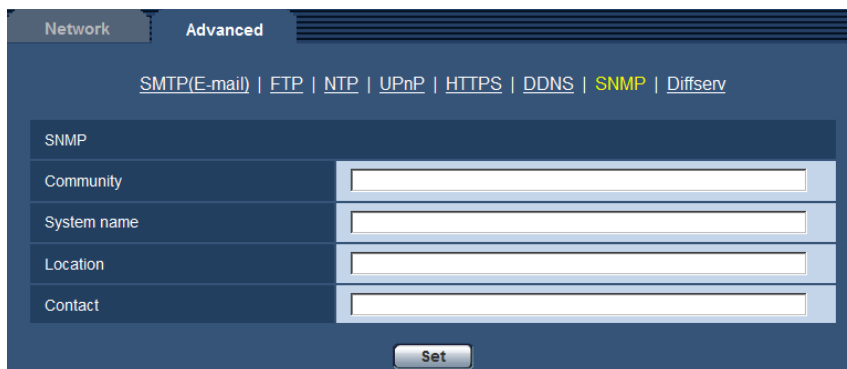 Network Advanced
SMTP(E-mail) | FTP | NTP | UPnP | HTTPS | DDNS | SNMP | Diffserv
SNMP
Community
System name
Location
Contact
Set